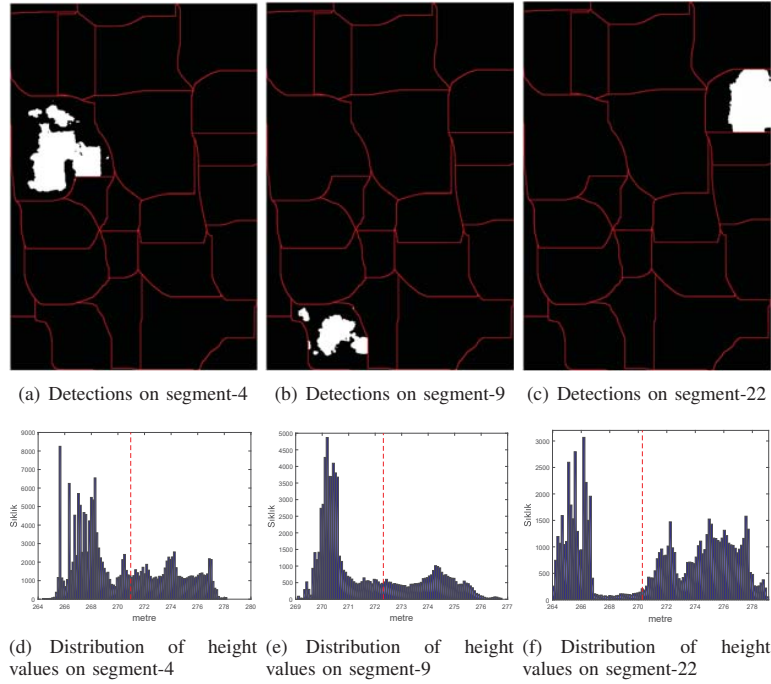 (a) Detections on segment-4
(b) Detections on segment-9
(c) Detections on segment-22
9000
8000
7000
6000
5000
4000
3000
2000
1000
0
Sıklık
264 266 268 270 272 274 276 278 280
metre
5000
4500
4000
3500
3000
2500
2000
1500
1000
500
0
Sıklık
269 270 271 272 273 274 275 276 277
metre
3000
2500
2000
1500
1000
500
0
Sıklık
264 266 268 270 272 274 276 278
metre
(d) Distribution of height
values on segment-4
(e) Distribution of height
values on segment-9
(f) Distribution of height
values on segment-22